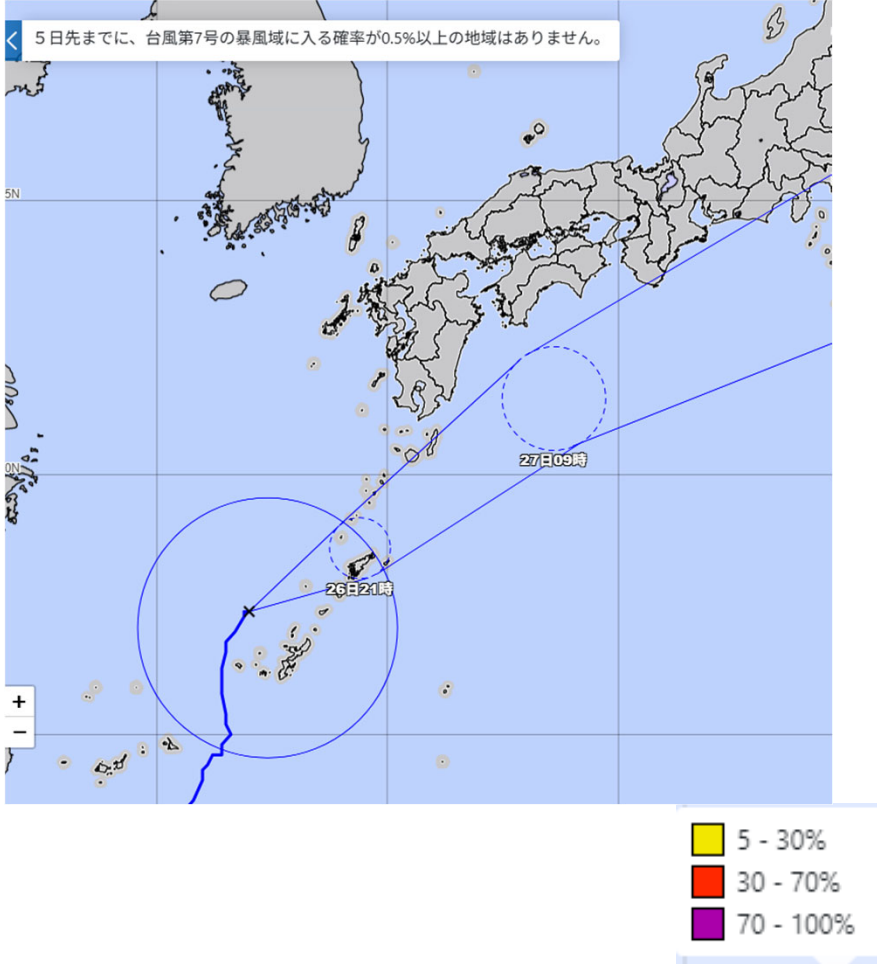 ５日先までに、台風第7号の暴風域に入る確率が0.5%以上の地域はありません。
5N
0N
27日09時
26日21時
+
−
5 - 30%
30 - 70%
70 - 100%